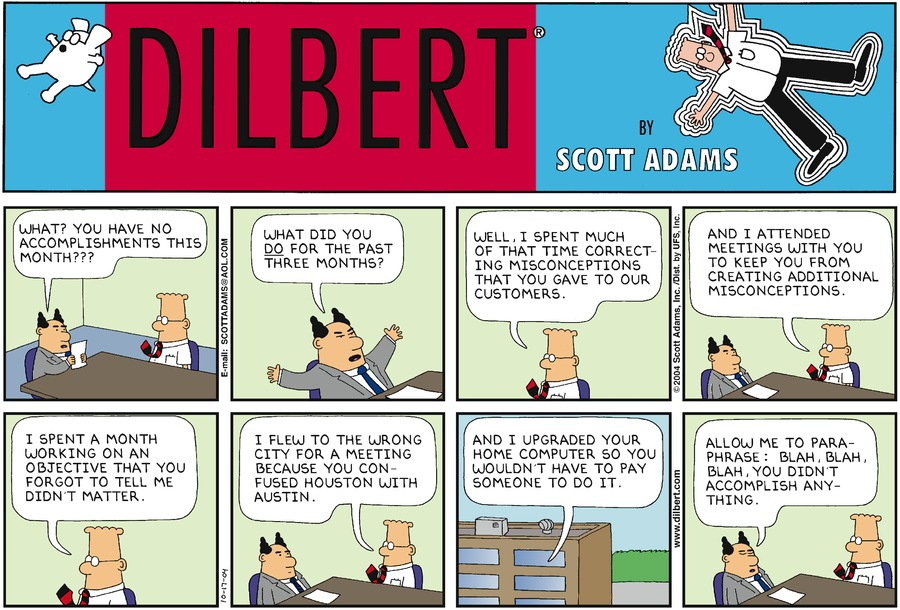 DILBERT®
BY
SCOTT ADAMS
WHAT? YOU HAVE NO
ACCOMPLISHMENTS THIS
MONTH???
E-mail: SCOTTADAMS@AOL.COM
WHAT DID YOU
DO FOR THE PAST
THREE MONTHS?
WELL, I SPENT MUCH
OF THAT TIME CORRECT-
ING MISCONCEPTIONS
THAT YOU GAVE TO OUR
CUSTOMERS.
© 2004 Scott Adams, Inc./Dist. by UFS, Inc.
AND I ATTENDED
MEETINGS WITH YOU
TO KEEP YOU FROM
CREATING ADDITIONAL
MISCONCEPTIONS.
I SPENT A MONTH
WORKING ON AN
OBJECTIVE THAT YOU
FORGOT TO TELL ME
DIDN'T MATTER.
10-17-04
I FLEW TO THE WRONG
CITY FOR A MEETING
BECAUSE YOU CON-
FUSED HOUSTON WITH
AUSTIN.
AND I UPGRADED YOUR
HOME COMPUTER SO YOU
WOULDN'T HAVE TO PAY
SOMEONE TO DO IT.
www.dilbert.com
ALLOW ME TO PARA-
PHRASE: BLAH, BLAH,
BLAH, YOU DIDN'T
ACCOMPLISH ANY-
THING.